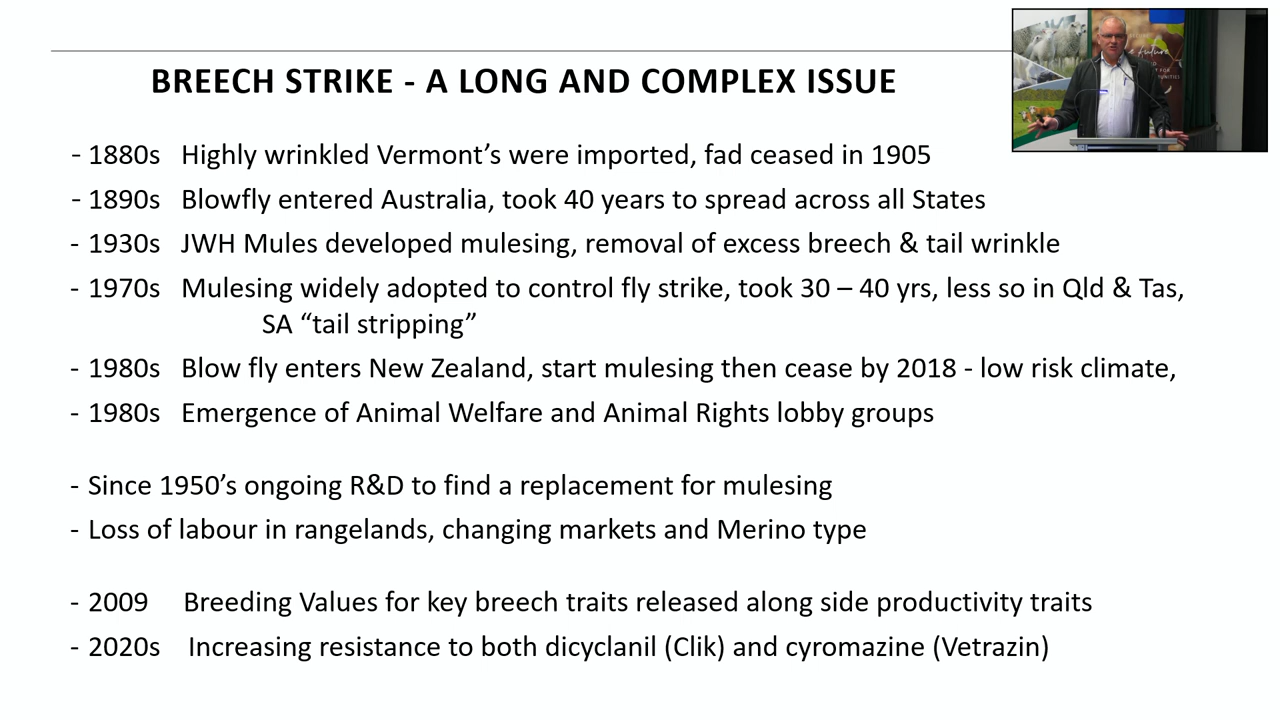 BREECH STRIKE - A LONG AND COMPLEX ISSUE
- 1880s Highly wrinkled Vermont's were imported, fad ceased in 1905
- 1890s Blowfly entered Australia, took 40 years to spread across all States
- 1930s JWH Mules developed mulesing, removal of excess breech & tail wrinkle
- 1970s Mulesing widely adopted to control fly strike, took 30 – 40 yrs, less so in Qld & Tas,
SA “tail stripping”
- 1980s Blow fly enters New Zealand, start mulesing then cease by 2018 - low risk climate,
- 1980s Emergence of Animal Welfare and Animal Rights lobby groups
- Since 1950’s ongoing R&D to find a replacement for mulesing
- Loss of labour in rangelands, changing markets and Merino type
- 2009 Breeding Values for key breech traits released along side productivity traits
- 2020s Increasing resistance to both dicyclanil (Clik) and cyromazine (Vetrazin)
future